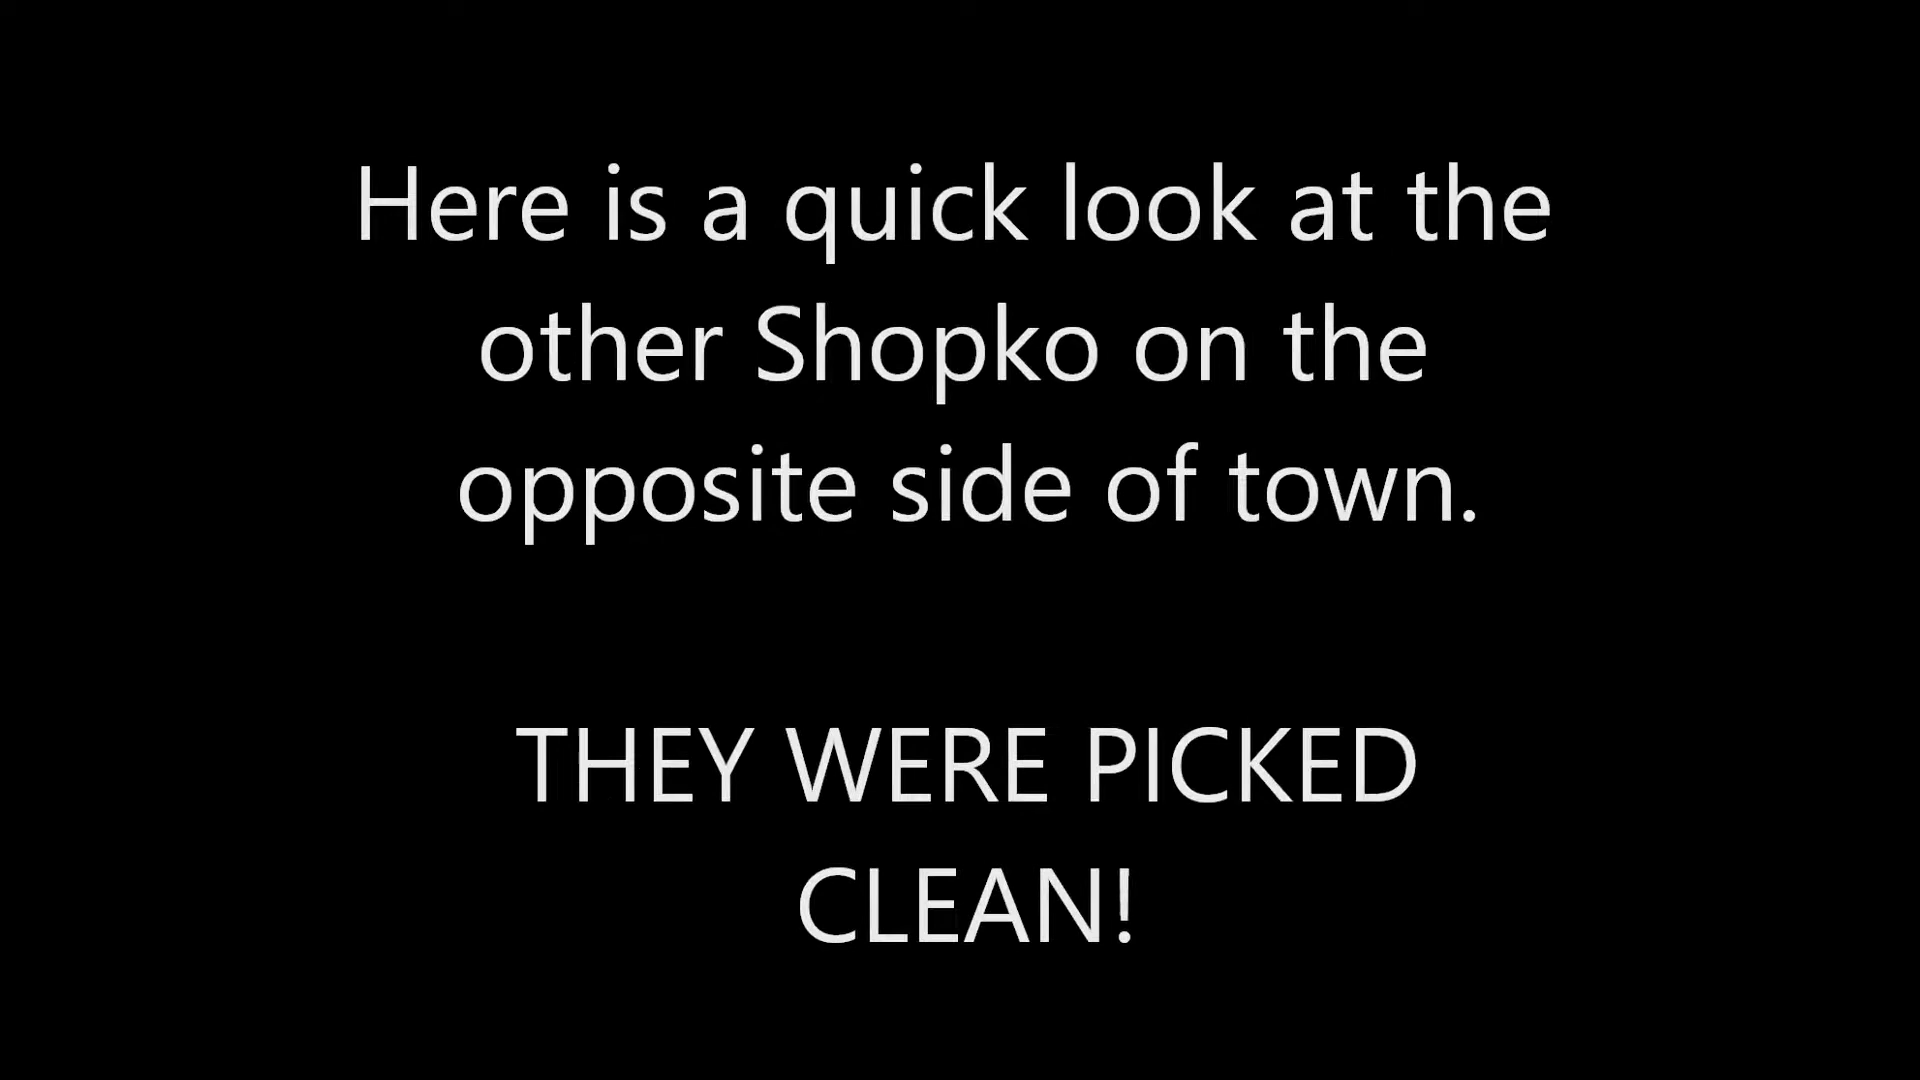 Here is a quick look at the
other Shopko on the
opposite side of town.
THEY WERE PICKED
CLEAN!